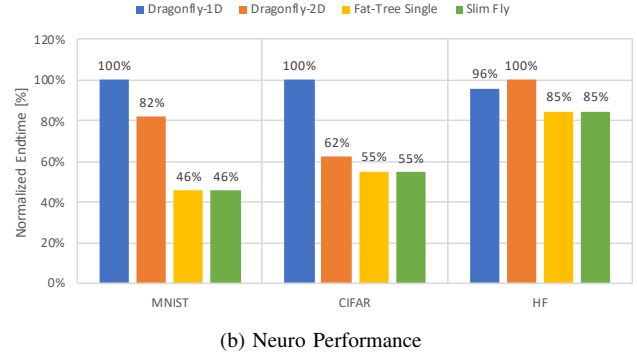 Dragonfly-1D Dragonfly-2D Fat-Tree Single Slim Fly
Normalized Endtime [%]
120%
100%
80%
60%
40%
20%
0%
100% 82% 46% 46%
100% 62% 55% 55%
96% 100% 85% 85%
MNIST CIFAR HF
(b) Neuro Performance